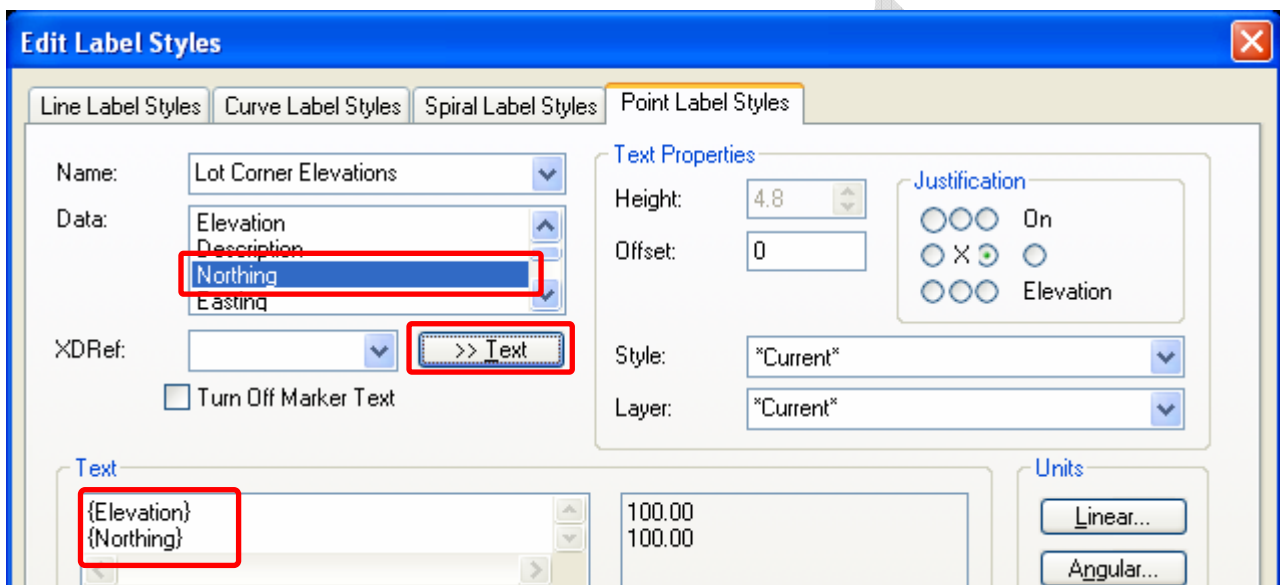 Edit Label Styles
Line Label Styles Curve Label Styles Spiral Label Styles Point Label Styles
Name: Lot Corner Elevations
Data: Elevation
Description
Northing
Easting
XDRef: >> Text
Turn Off Marker Text
Text Properties
Height: 4.8
Offset: 0
Justification
On
X
Elevation
Style: *Current*
Layer: *Current*
Text
{Elevation}
{Northing}
100.00
100.00
Units
Linear...
Angular...